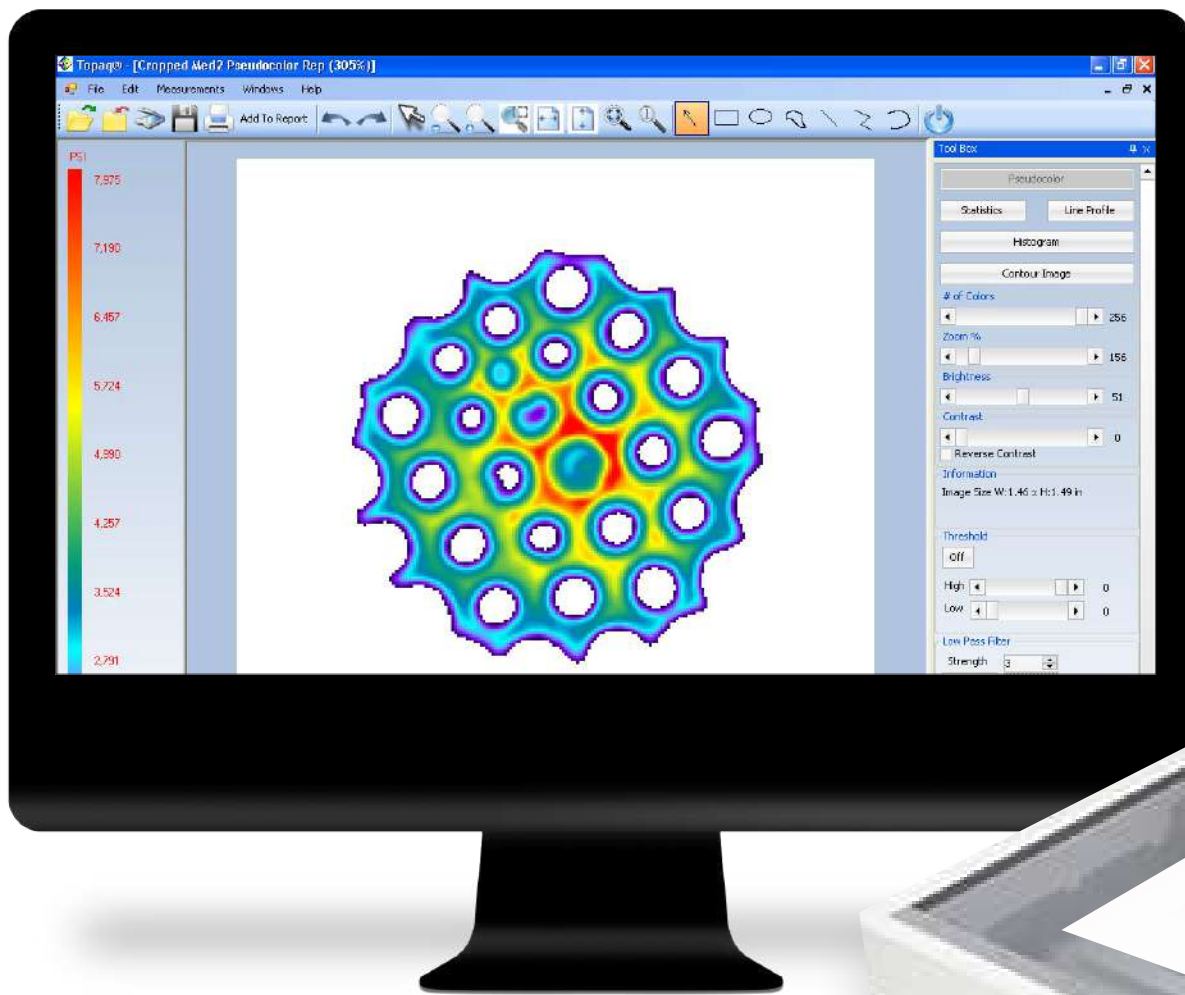 Topaq® - [Cropped Med2 Pseudocolor Rep (305%)]
File Edit Measurements Windows Help
Add To Report
PSI
7,975
7,190
6,457
5,724
4,990
4,257
3,524
2,791
Tool Box
Pseudocolor
Statistics Line Profile
Histogram
Contour Image
# of Colors
256
Zoom %
156
Brightness
51
Contrast
0
Reverse Contrast
Information
Image Size W:1.46 x H:1.49 in
Threshold
Off
High 0
Low 0
Low Pass Filter
Strength 3